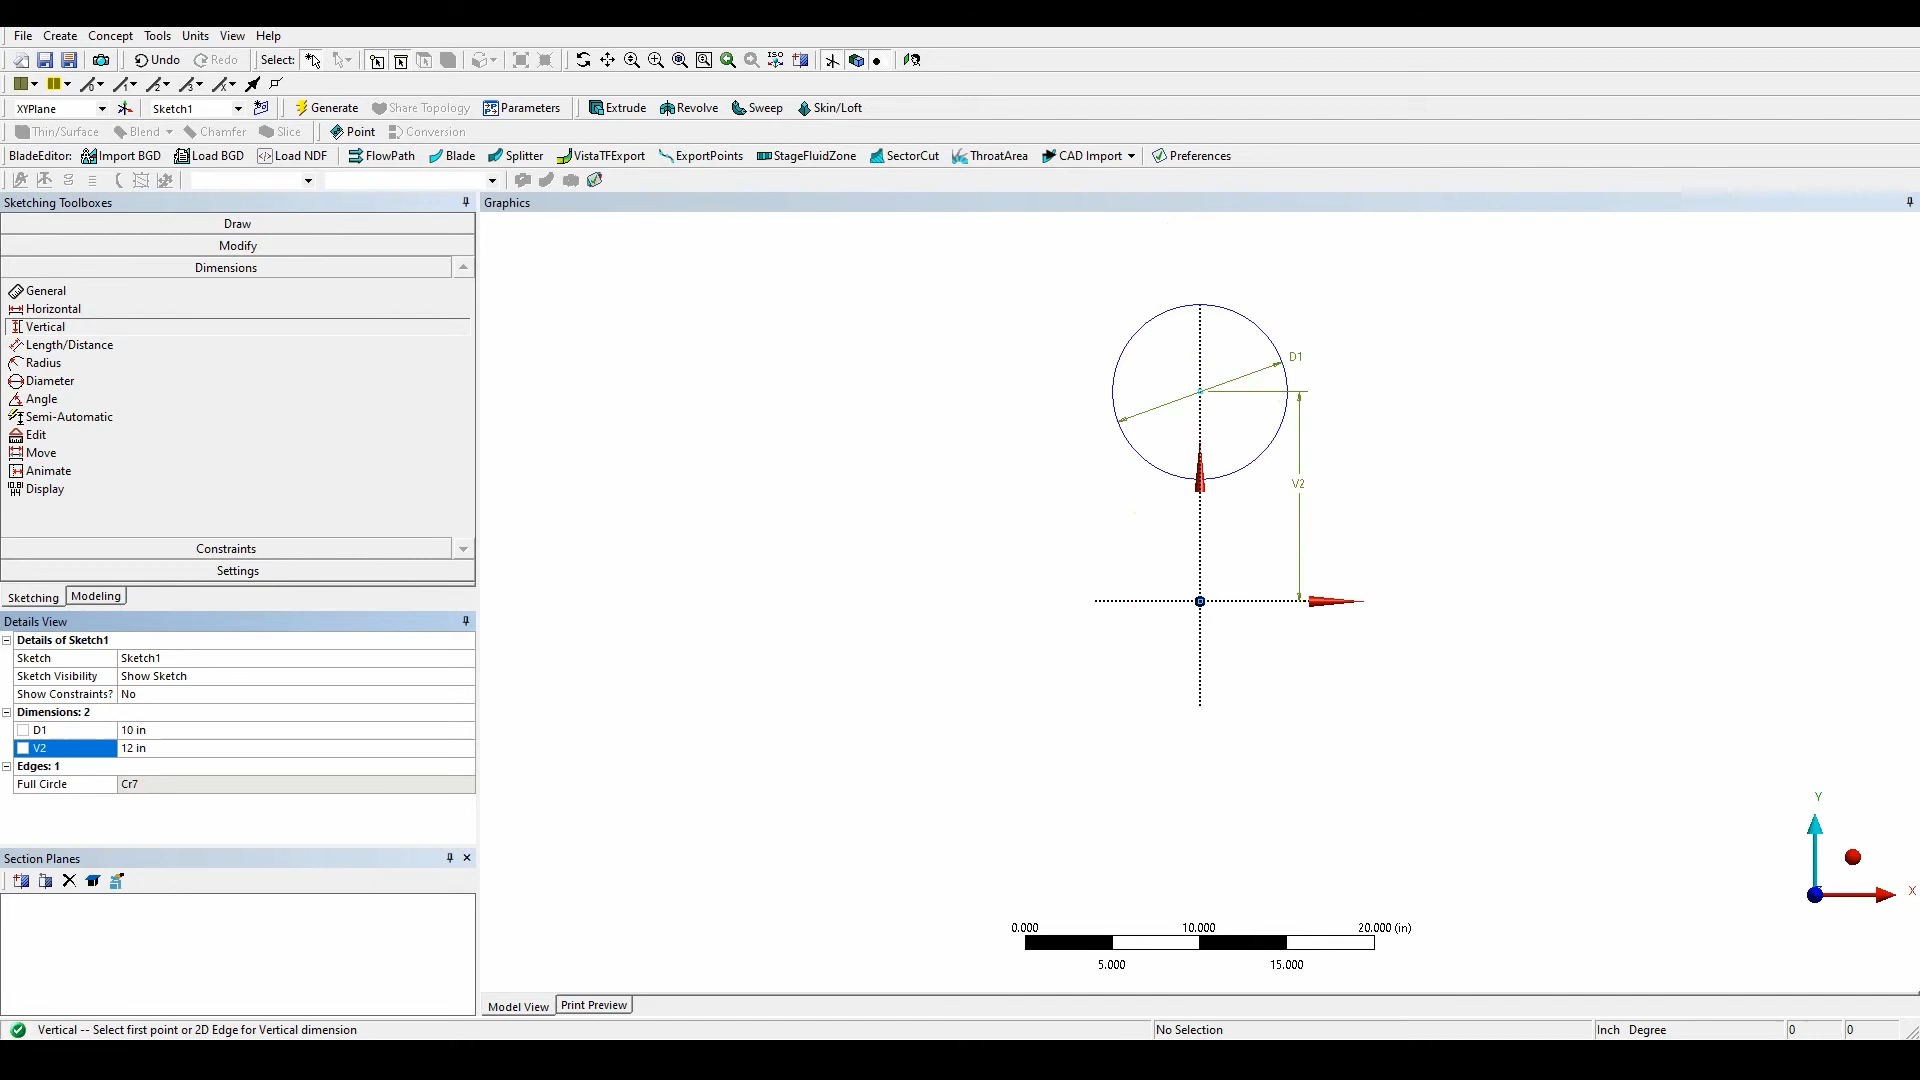 File Create Concept Tools Units View Help
Undo Redo Select: ISO
XYPlane Sketch1 Generate Share Topology Parameters Extrude Revolve Sweep Skin/Loft
Thin/Surface Blend Chamfer Slice Point Conversion
BladeEditor: Import BGD Load BGD Load NDF FlowPath Blade Splitter VistaTFExport ExportPoints StageFluidZone SectorCut ThroatArea CAD Import Preferences
Sketching Toolboxes
Draw
Modify
Dimensions
General
Horizontal
Vertical
Length/Distance
Radius
Diameter
Angle
Semi-Automatic
Edit
Move
Animate
Display
Constraints
Settings
Sketching Modeling
Details View
Details of Sketch1
Sketch Sketch1
Sketch Visibility Show Sketch
Show Constraints? No
Dimensions: 2
D1 10 in
V2 12 in
Edges: 1
Full Circle Cr7
Section Planes
Graphics
D1
V2
Y
X
0.000 10.000 20.000 (in)
5.000 15.000
Model View Print Preview
Vertical -- Select first point or 2D Edge for Vertical dimension No Selection Inch Degree 0 0